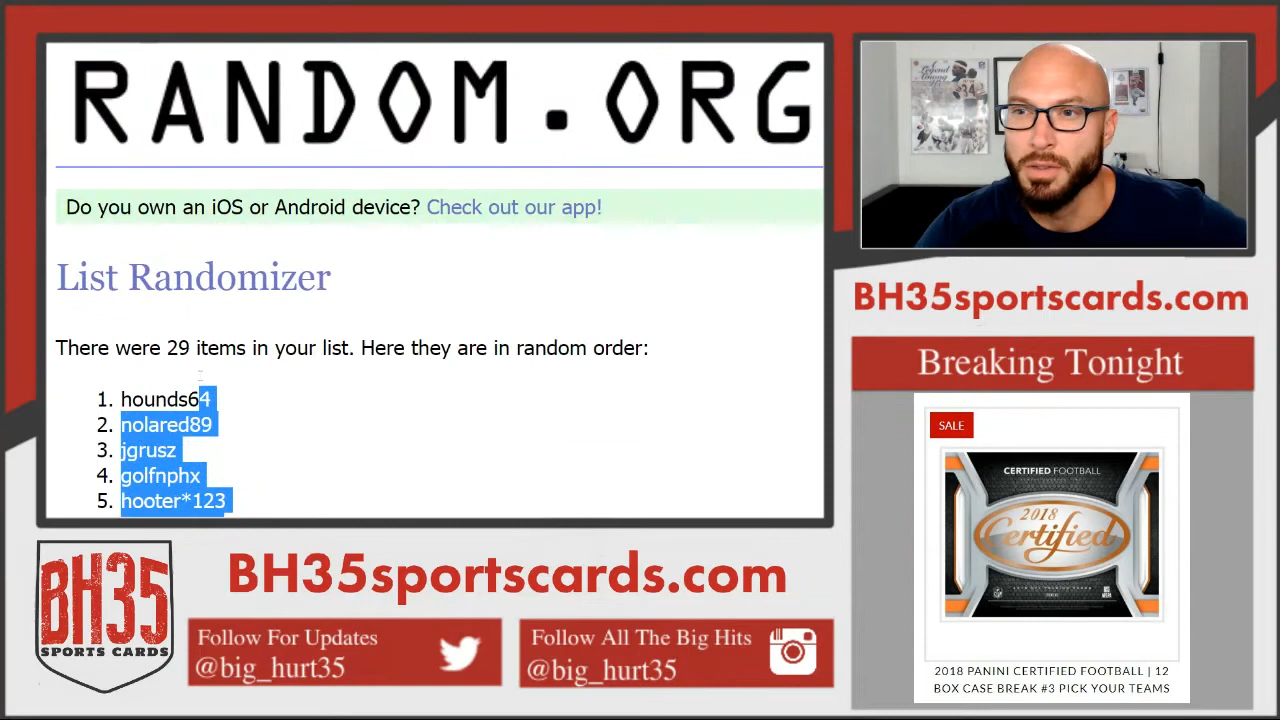 RANDOM.ORG
Do you own an iOS or Android device? Check out our app!
List Randomizer
There were 29 items in your list. Here they are in random order:
1. hounds64
2. nolared89
3. jgrusz
4. golfnphx
5. hooter*123
BH35sportscards.com
Breaking Tonight
SALE
CERTIFIED FOOTBALL
2018
Certified
2018 PANINI CERTIFIED FOOTBALL | 12
BOX CASE BREAK #3 PICK YOUR TEAMS
BH35
SPORTS CARDS
BH35sportscards.com
Follow For Updates
@big_hurt35
Follow All The Big Hits
@big_hurt35